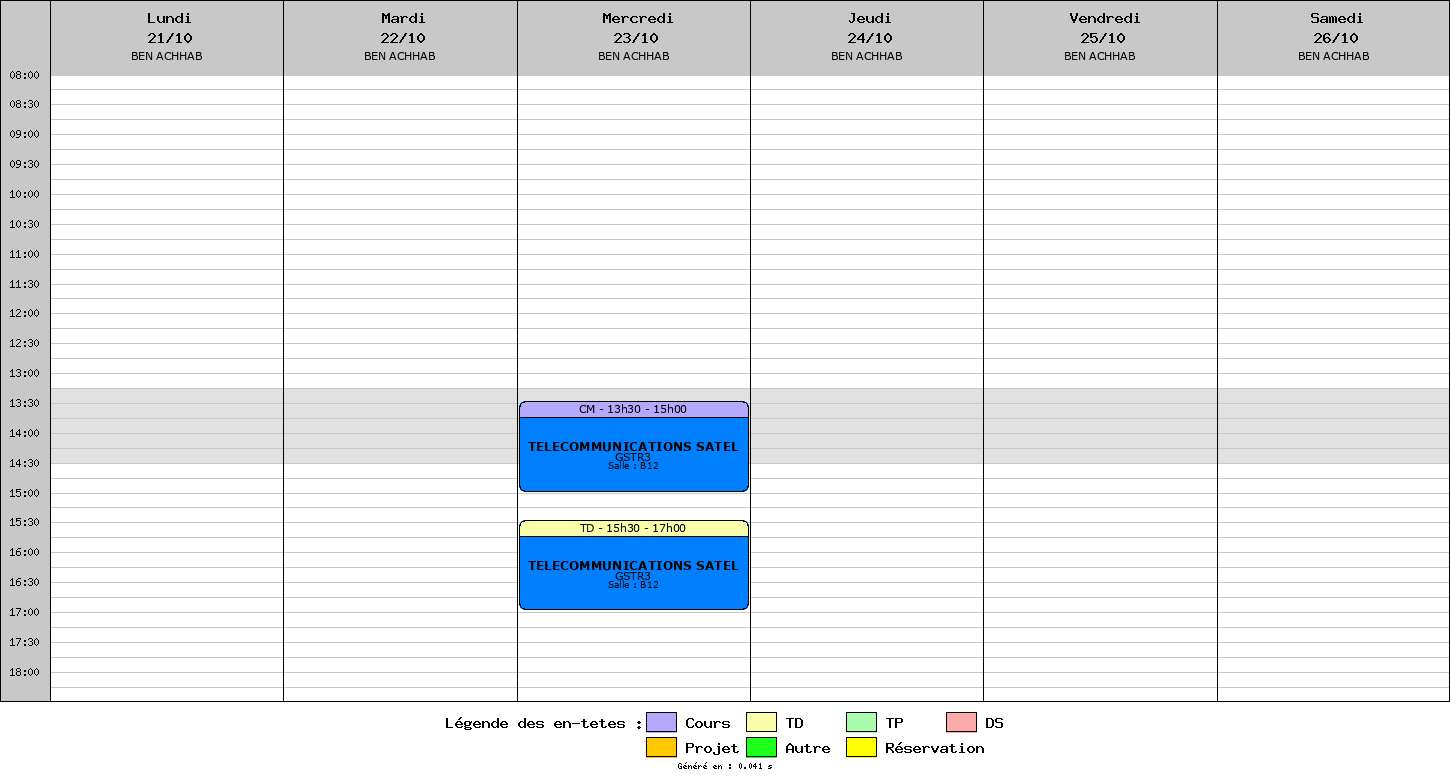 Lundi
21/10
BEN ACHHAB
Mardi
22/10
BEN ACHHAB
Mercredi
23/10
BEN ACHHAB
Jeudi
24/10
BEN ACHHAB
Vendredi
25/10
BEN ACHHAB
Samedi
26/10
BEN ACHHAB
08:00
08:30
09:00
09:30
10:00
10:30
11:00
11:30
12:00
12:30
13:00
13:30
14:00
14:30
15:00
15:30
16:00
16:30
17:00
17:30
18:00
CM - 13h30 - 15h00
TELECOMMUNICATIONS SATEL
GSTR3
Salle : B12
TD - 15h30 - 17h00
TELECOMMUNICATIONS SATEL
GSTR3
Salle : B12
Légende des en-tetes : Cours TD TP DS
Projet Autre Réservation
Généré en : 0.041 s